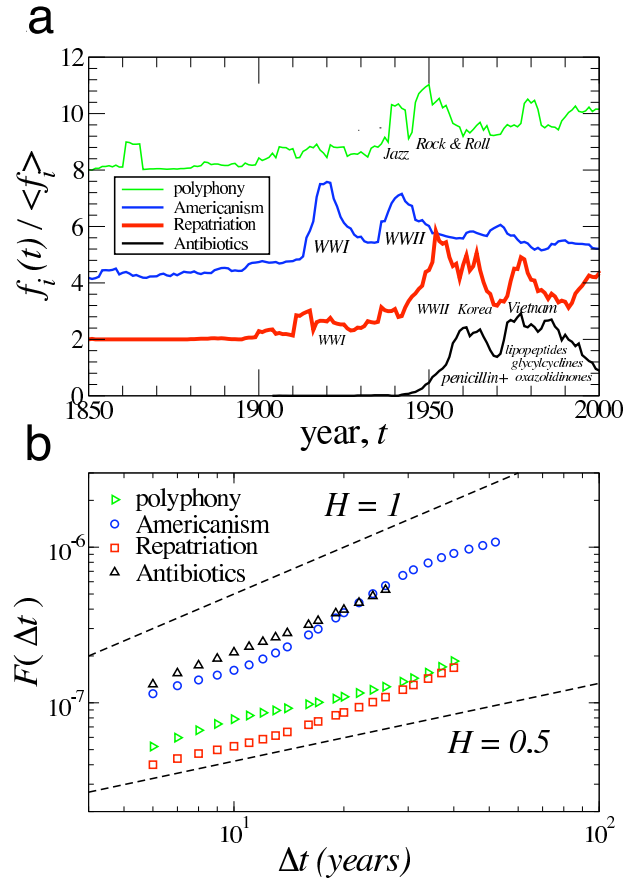 a
12
10
8
6
4
2
0
f_i (t) / <f_i>
polyphony
Americanism
Repatriation
Antibiotics
Jazz
Rock & Roll
WWI
WWII
WWI
WWII
Korea
Vietnam
penicillin+
lipopeptides
glycylcyclines
oxazolidinones
1850
1900
1950
2000
year, t
b
polyphony
Americanism
Repatriation
Antibiotics
H = 1
H = 0.5
10^-6
10^-7
F(Δt)
10^1
10^2
Δt (years)